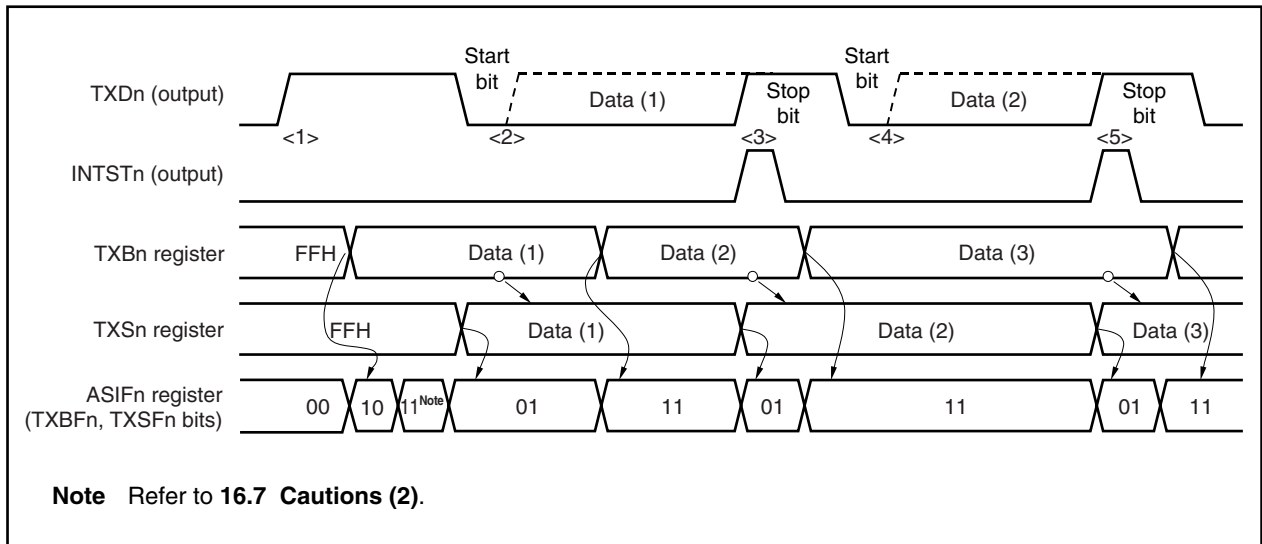 Start bit
Start bit
TXDn (output)
Data (1)
Stop bit
Data (2)
Stop bit
<1>
<2>
<3>
<4>
<5>
INTSTn (output)
TXBn register
FFH
Data (1)
Data (2)
Data (3)
TXSn register
FFH
Data (1)
Data (2)
Data (3)
ASIFn register
(TXBFn, TXSFn bits)
00
10
11Note
01
11
01
11
01
11
Note Refer to 16.7 Cautions (2).